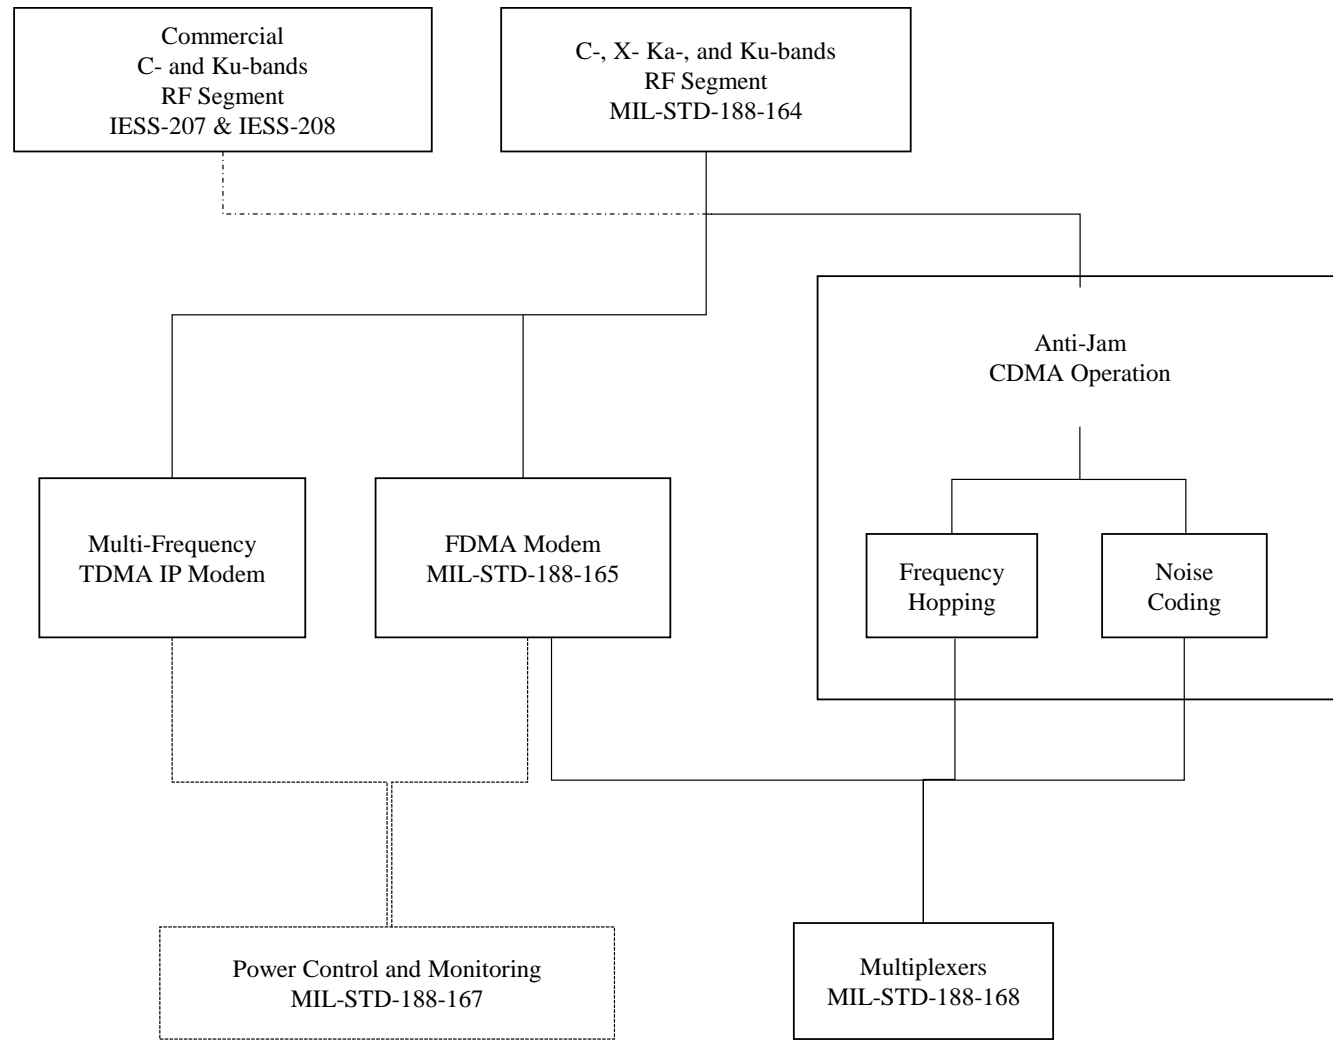 Commercial
C- and Ku-bands
RF Segment
IESS-207 & IESS-208
C-, X- Ka-, and Ku-bands
RF Segment
MIL-STD-188-164
Anti-Jam
CDMA Operation
Multi-Frequency
TDMA IP Modem
FDMA Modem
MIL-STD-188-165
Frequency
Hopping
Noise
Coding
Power Control and Monitoring
MIL-STD-188-167
Multiplexers
MIL-STD-188-168